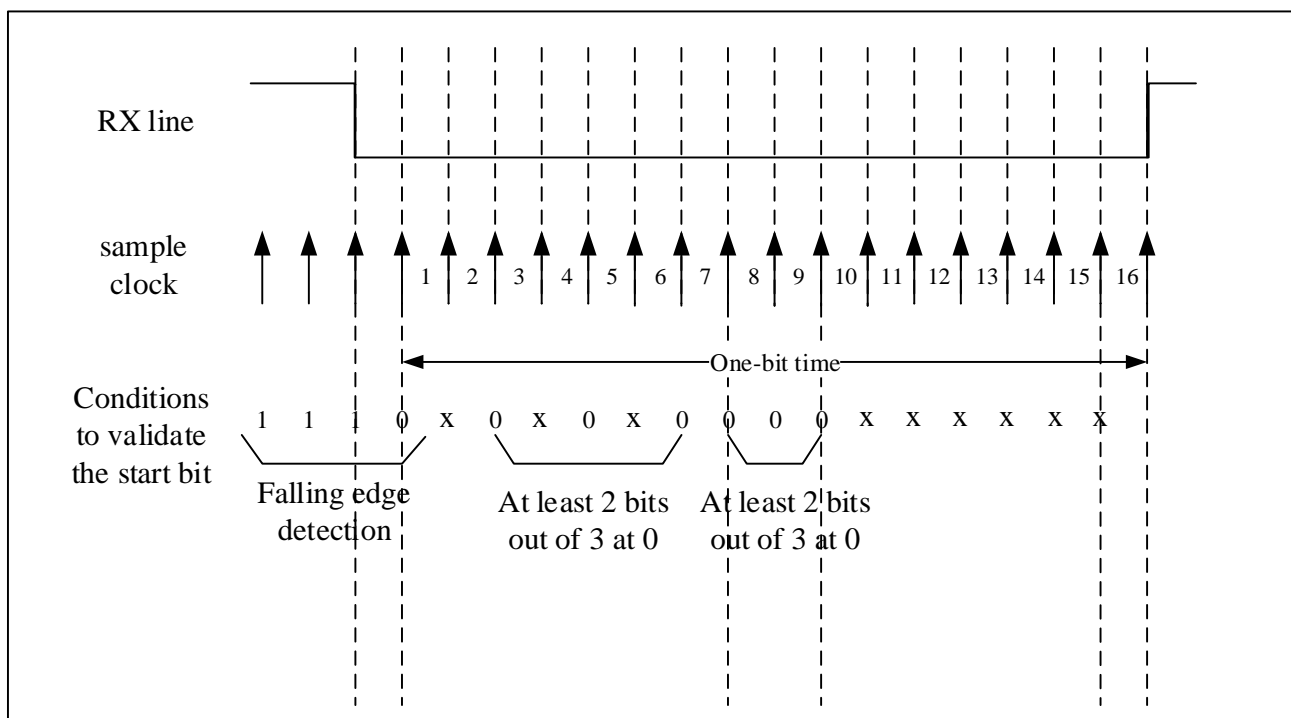 RX line
sample
clock
1 2 3 4 5 6 7 8 9 10 11 12 13 14 15 16
One-bit time
Conditions
to validate
the start bit
1 1 1 0 x 0 x 0 x 0 0 0 0 x x x x x x
Falling edge
detection
At least 2 bits
out of 3 at 0
At least 2 bits
out of 3 at 0